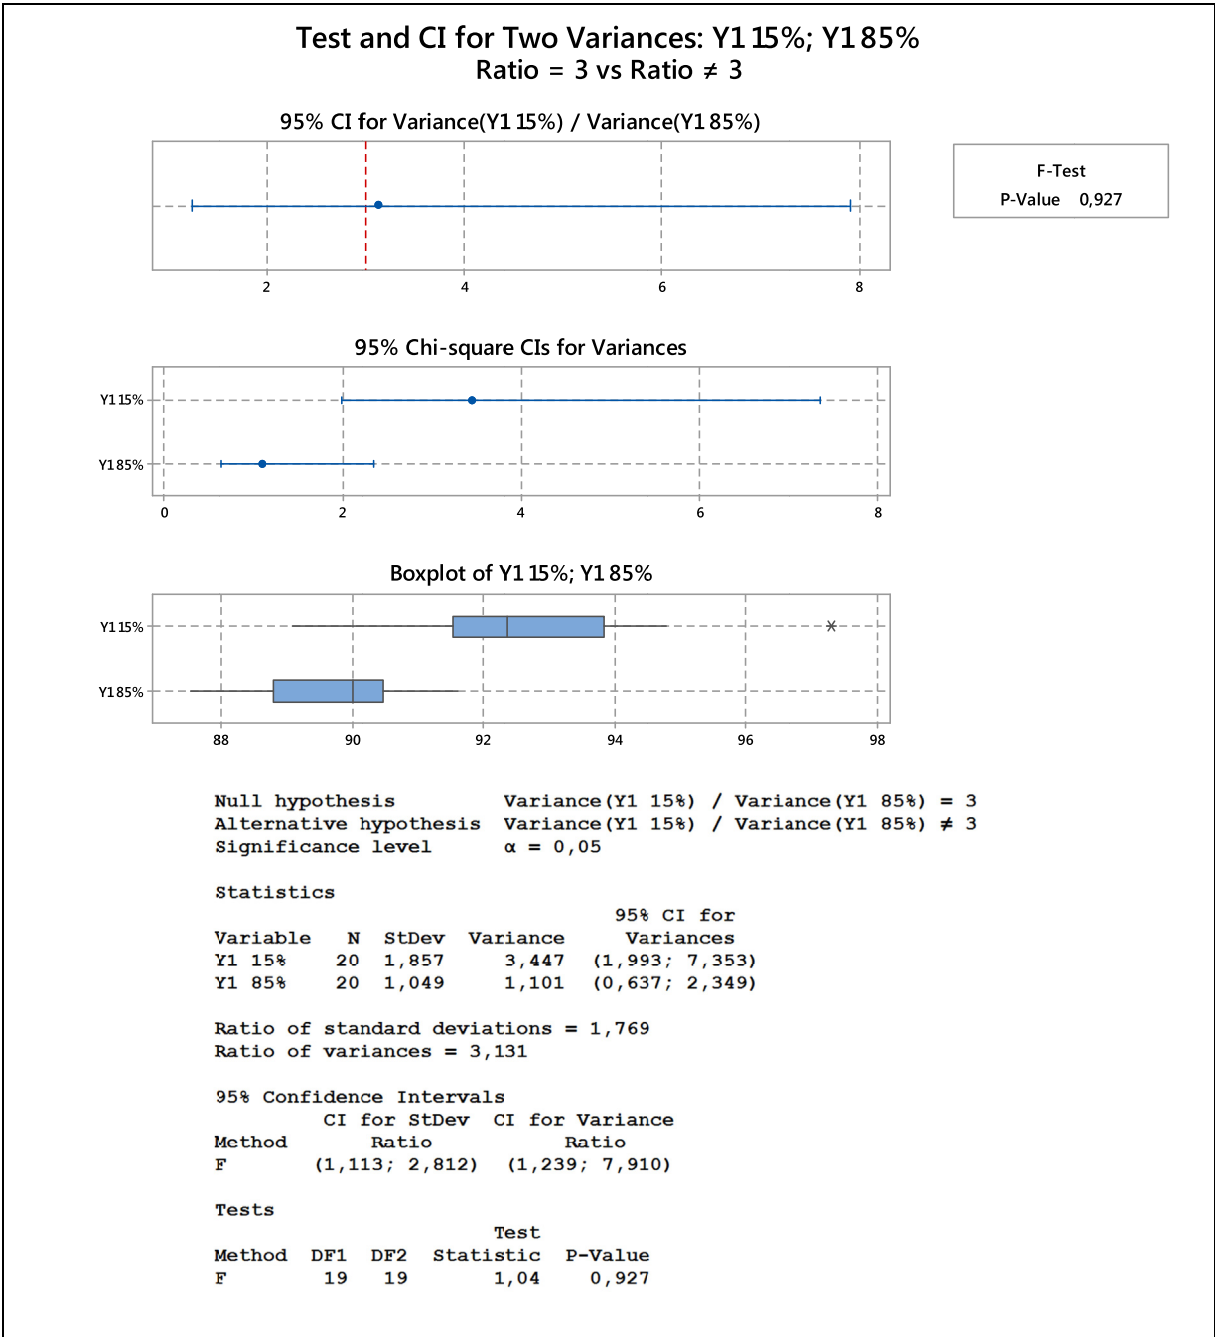 Test and CI for Two Variances: Y1 15%; Y1 85%
Ratio = 3 vs Ratio ≠ 3
95% CI for Variance(Y1 15%) / Variance(Y1 85%)
F-Test
P-Value 0,927
2 4 6 8
95% Chi-square CIs for Variances
Y1 15%
Y1 85%
0 2 4 6 8
Boxplot of Y1 15%; Y1 85%
Y1 15%
Y1 85%
88 90 92 94 96 98
Null hypothesis Variance(Y1 15%) / Variance(Y1 85%) = 3
Alternative hypothesis Variance(Y1 15%) / Variance(Y1 85%) ≠ 3
Significance level α = 0,05
Statistics
95% CI for
Variable N StDev Variance Variances
Y1 15% 20 1,857 3,447 (1,993; 7,353)
Y1 85% 20 1,049 1,101 (0,637; 2,349)
Ratio of standard deviations = 1,769
Ratio of variances = 3,131
95% Confidence Intervals
CI for StDev CI for Variance
Method Ratio Ratio
F (1,113; 2,812) (1,239; 7,910)
Tests
Test
Method DF1 DF2 Statistic P-Value
F 19 19 1,04 0,927